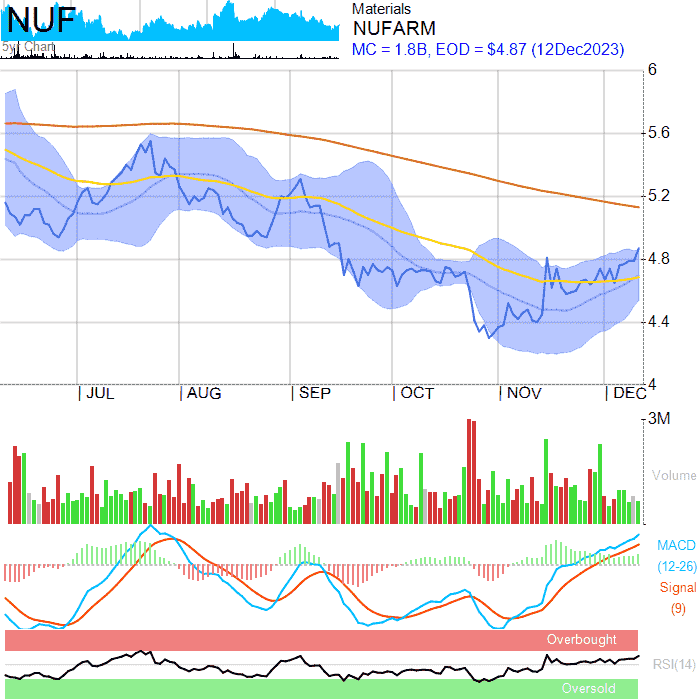 NUF
5yr Chart
Materials
NUFARM
MC = 1.8B, EOD = $4.87 (12Dec2023)
6
5.6
5.2
4.8
4.4
4
JUL AUG SEP OCT NOV DEC
3M
Volume
MACD
(12-26)
Signal
(9)
Overbought
RSI(14)
Oversold